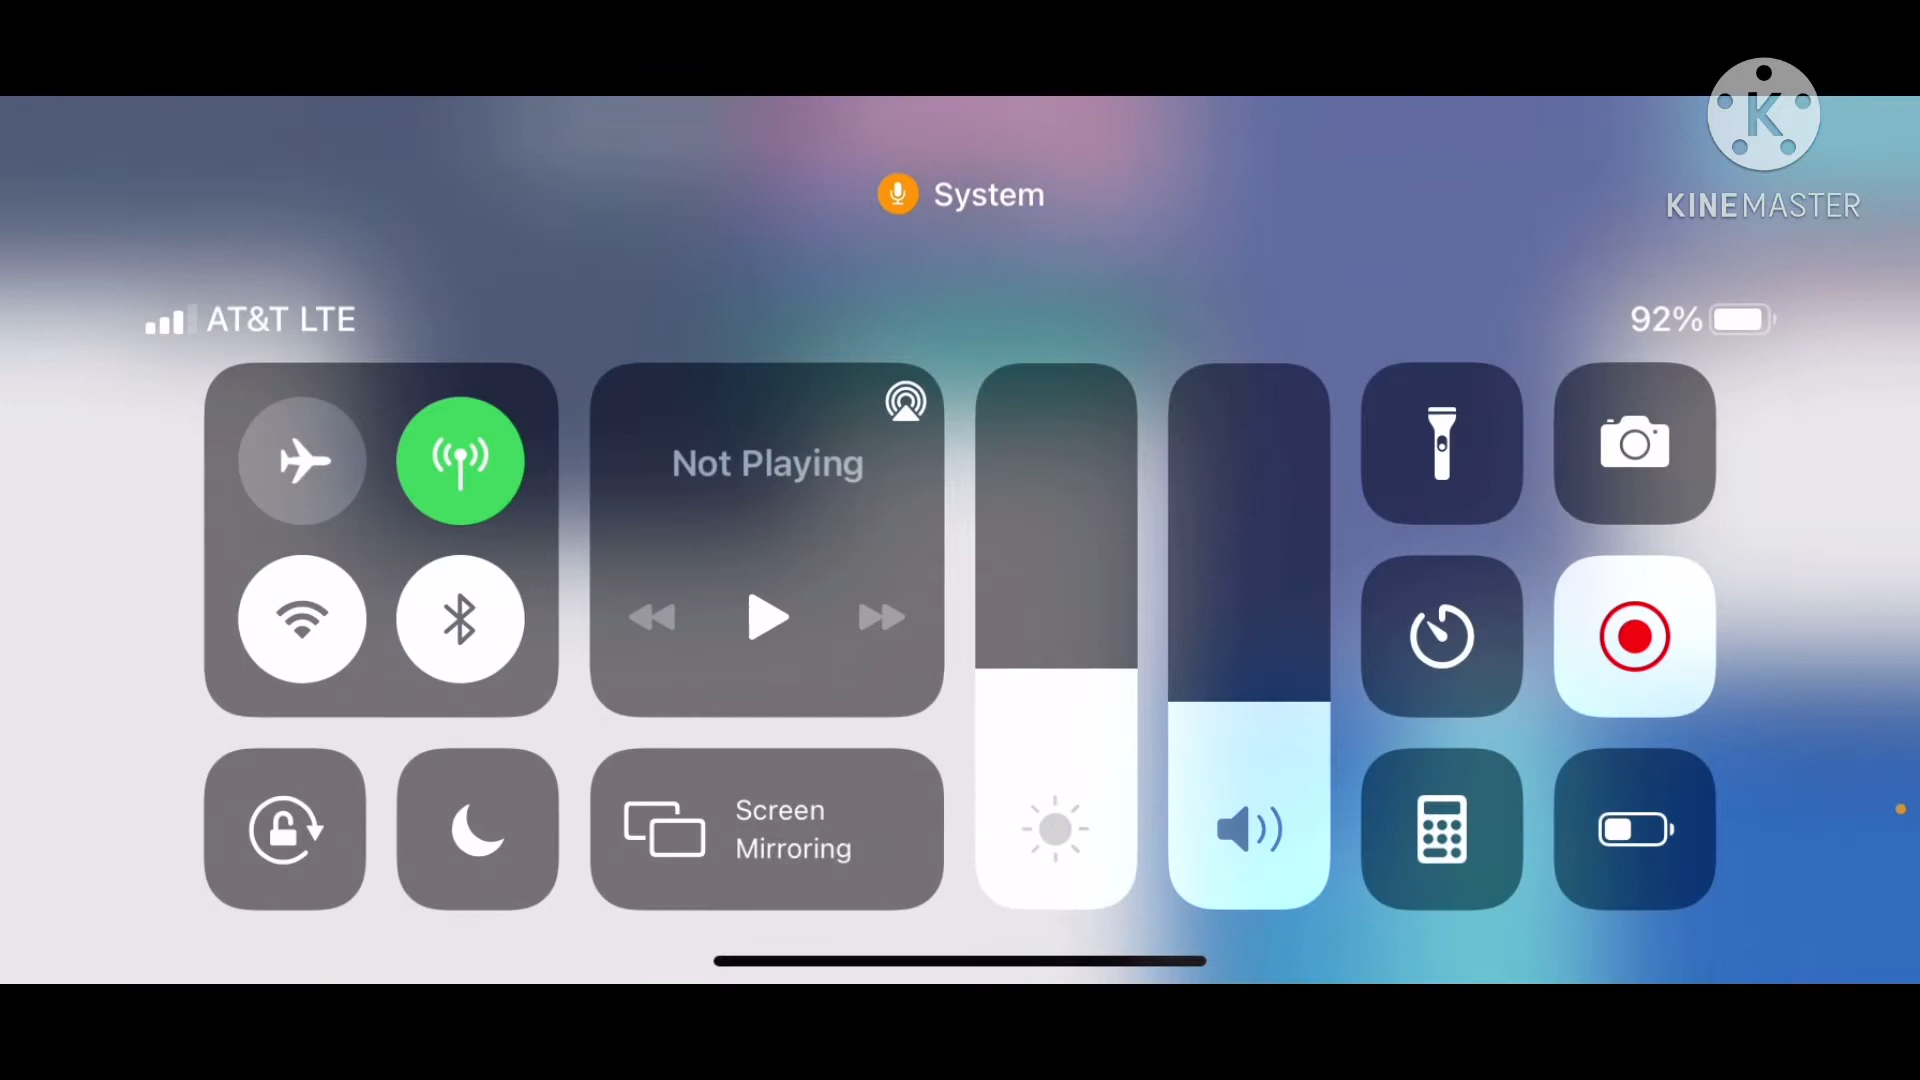 K
KINEMASTER
System
AT&T LTE
92%
Not Playing
Screen
Mirroring